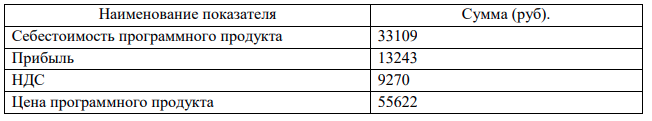 Наименование показателя Сумма (руб).
Себестоимость программного продукта 33109
Прибыль 13243
НДС 9270
Цена программного продукта 55622